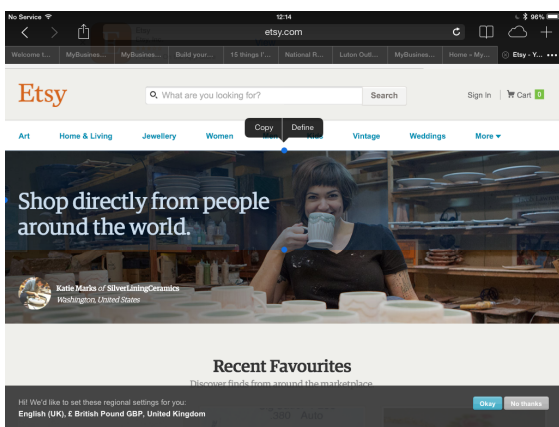 No Service 12:14 96%
etsy.com
Welcome t... MyBusines... MyBusines... Build your... 15 things I'... National R... Luton Outl... MyBusines... Home » My... Etsy - Y...
Etsy
What are you looking for? Search Sign in Cart 0
Copy Define
Art Home & Living Jewellery Women Men Kids Vintage Weddings More
Shop directly from people
around the world.
Katie Marks of SilverLiningCeramics
Washington, United States
Recent Favourites
Discover finds from around the marketplace
Hi! We'd like to set these regional settings for you:
English (UK), £ British Pound GBP, United Kingdom
Okay No thanks